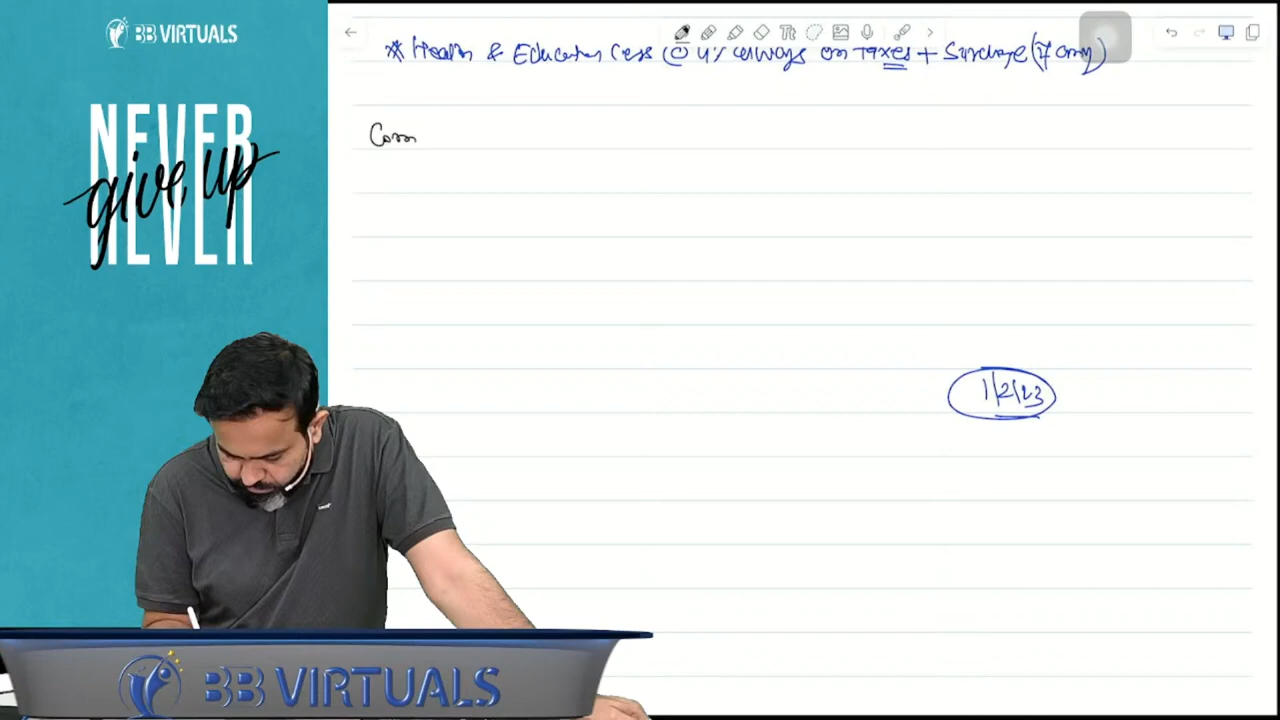 BB VIRTUALS
NEVER
give up
NEVER
* Health & Education Cess @ 4% always on Taxes + Surcharge (if any)
Com
1/2/23
BB VIRTUALS